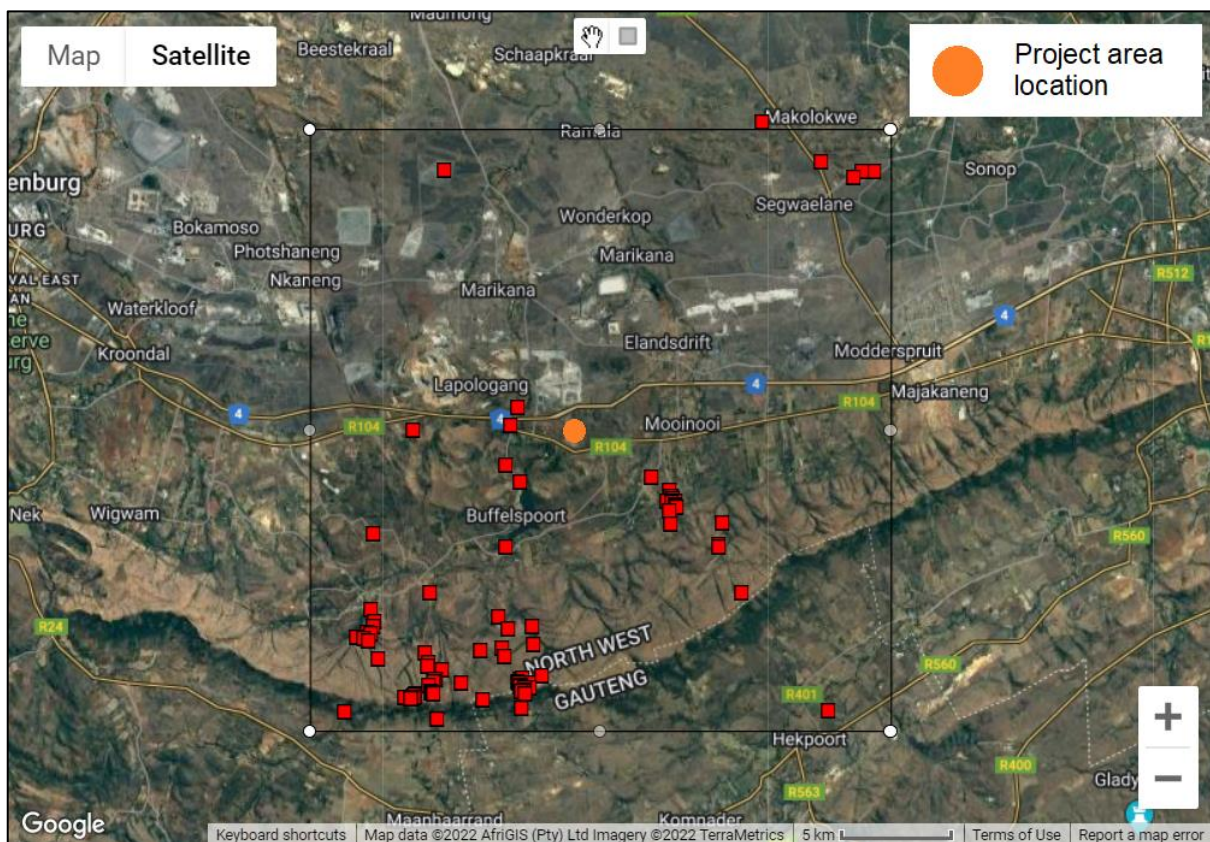 Maumong
Beestekraal
Schaapkraal
Map Satellite
Project area
location
Makolokwe
Ramala
Sonop
enburg
Segwaelane
Wonderkop
Bokamoso
URG
Photshaneng
Marikana
R512
Nkaneng
VAL EAST
Marikana
Waterkloof
4
Elandsdrift
Modderspruit
Kroondal
Lapologang
4
Majakaneng
4
4
R104
R104
Mooinooi
R104
Nek
Wigwam
Buffelspoort
R560
R24
NORTH WEST
GAUTENG
R560
R401
Hekpoort
R400
R563
Glady
Maanhaarrand
Komnader
Google
Keyboard shortcuts
Map data ©2022 AfriGIS (Pty) Ltd Imagery ©2022 TerraMetrics
5 km
Terms of Use
Report a map error